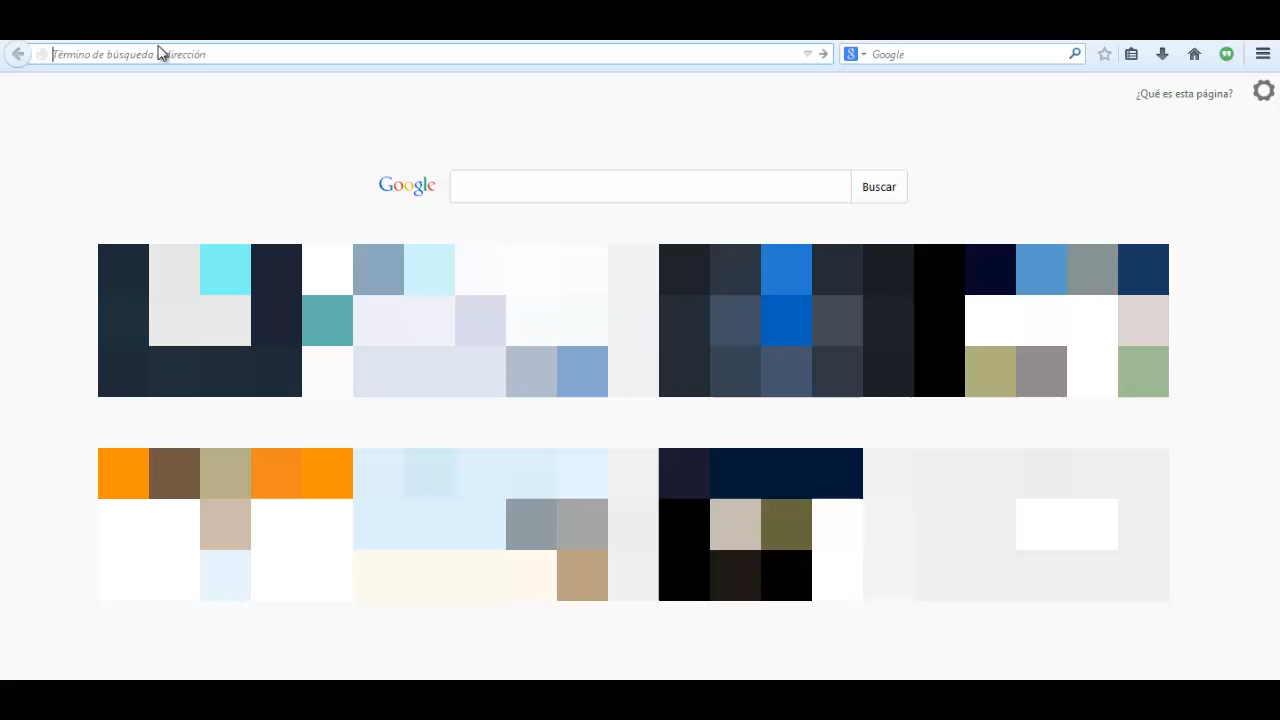 Término de búsqueda dirección
Google
¿Qué es esta página?
Google
Buscar